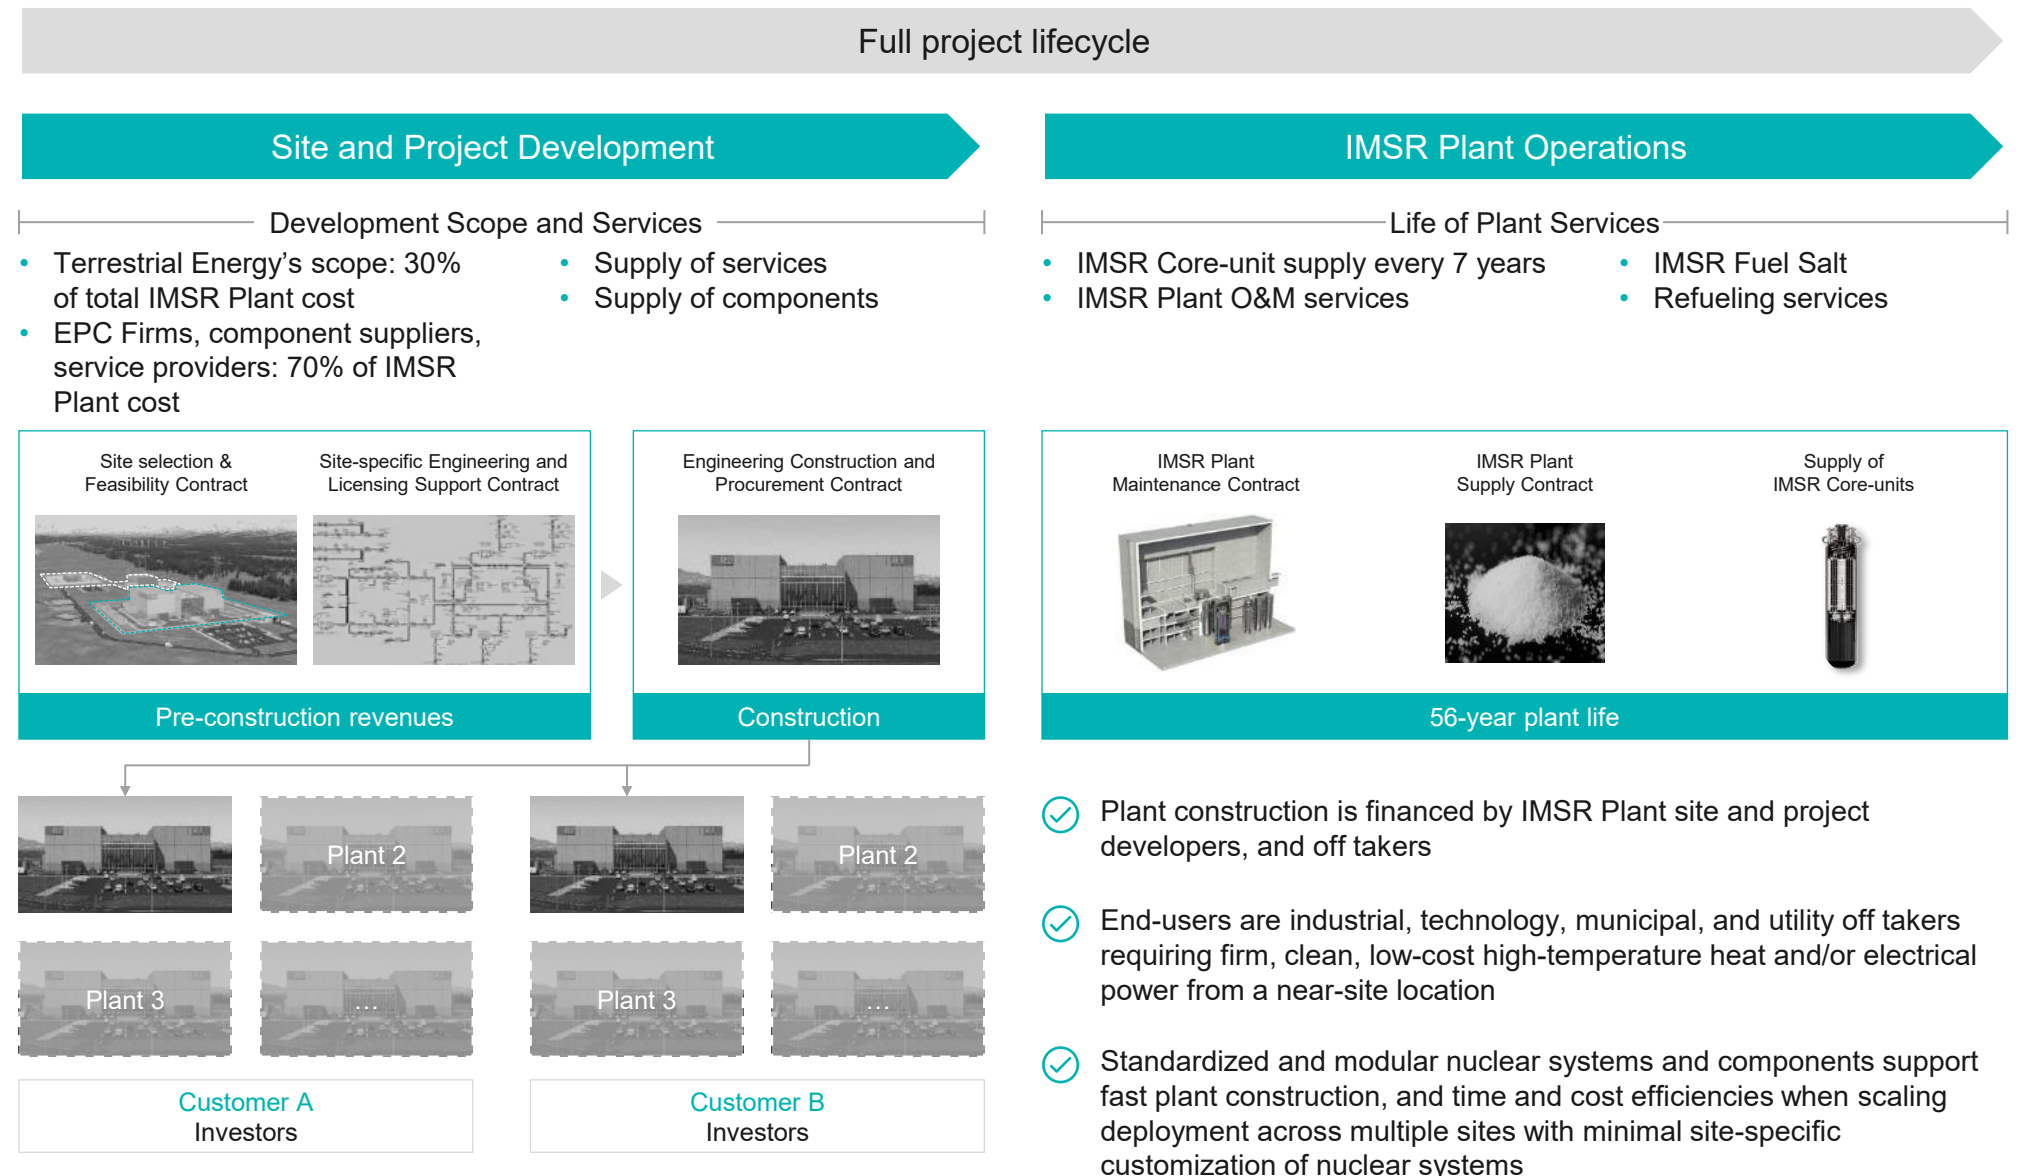 Full project lifecycle
Site and Project Development
Development Scope and Services
• Terrestrial Energy's scope: 30%
of total IMSR Plant cost
• EPC Firms, component suppliers,
service providers: 70% of IMSR
Plant cost
• Supply of services
• Supply of components
Site selection &
Feasibility Contract
Site-specific Engineering and
Licensing Support Contract
Pre-construction revenues
Engineering Construction and
Procurement Contract
Construction
Plant 2
Plant 3
...
Customer A
Investors
Plant 2
Plant 3
...
Customer B
Investors
IMSR Plant Operations
Life of Plant Services
• IMSR Core-unit supply every 7 years
• IMSR Plant O&M services
• IMSR Fuel Salt
• Refueling services
IMSR Plant
Maintenance Contract
IMSR Plant
Supply Contract
Supply of
IMSR Core-units
56-year plant life
Plant construction is financed by IMSR Plant site and project
developers, and off takers
End-users are industrial, technology, municipal, and utility off takers
requiring firm, clean, low-cost high-temperature heat and/or electrical
power from a near-site location
Standardized and modular nuclear systems and components support
fast plant construction, and time and cost efficiencies when scaling
deployment across multiple sites with minimal site-specific
customization of nuclear systems